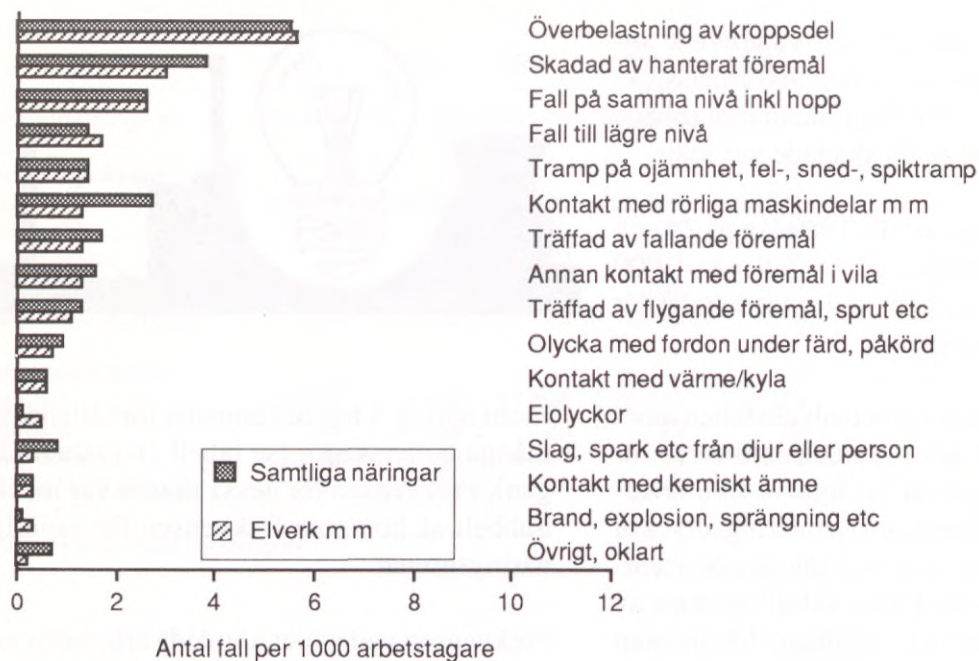 Överbelastning av kroppsdel
Skadad av hanterat föremål
Fall på samma nivå inkl hopp
Fall till lägre nivå
Tramp på ojämnhet, fel-, sned-, spiktramp
Kontakt med rörliga maskindelar m m
Träffad av fallande föremål
Annan kontakt med föremål i vila
Träffad av flygande föremål, sprut etc
Olycka med fordon under färd, påkörd
Kontakt med värme/kyla
Elolyckor
Slag, spark etc från djur eller person
Kontakt med kemiskt ämne
Brand, explosion, sprängning etc
Övrigt, oklart
Samtliga näringar
Elverk m m
0 2 4 6 8 10 12
Antal fall per 1000 arbetstagare